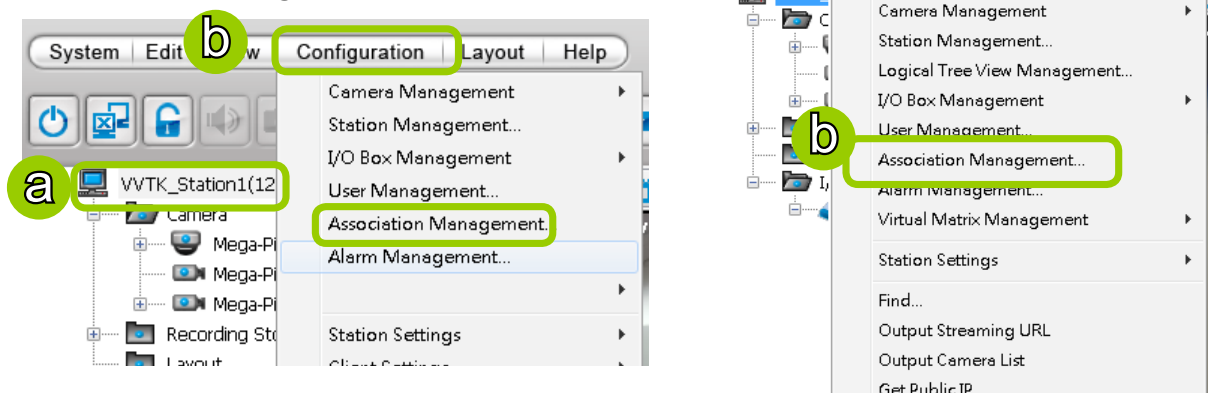 System Edit w Configuration Layout Help
b
Camera Management
Station Management...
I/O Box Management
User Management...
Association Management.
Alarm Management...
Station Settings
a
VVTK_Station1(12
Camera
Mega-Pi
Mega-Pi
Mega-Pi
Recording Sto
Layout
Camera Management
Station Management...
Logical Tree View Management...
I/O Box Management
User Management...
b
Association Management...
Alarm Management...
Virtual Matrix Management
Station Settings
Find...
Output Streaming URL
Output Camera List
Get Public IP
C
I,